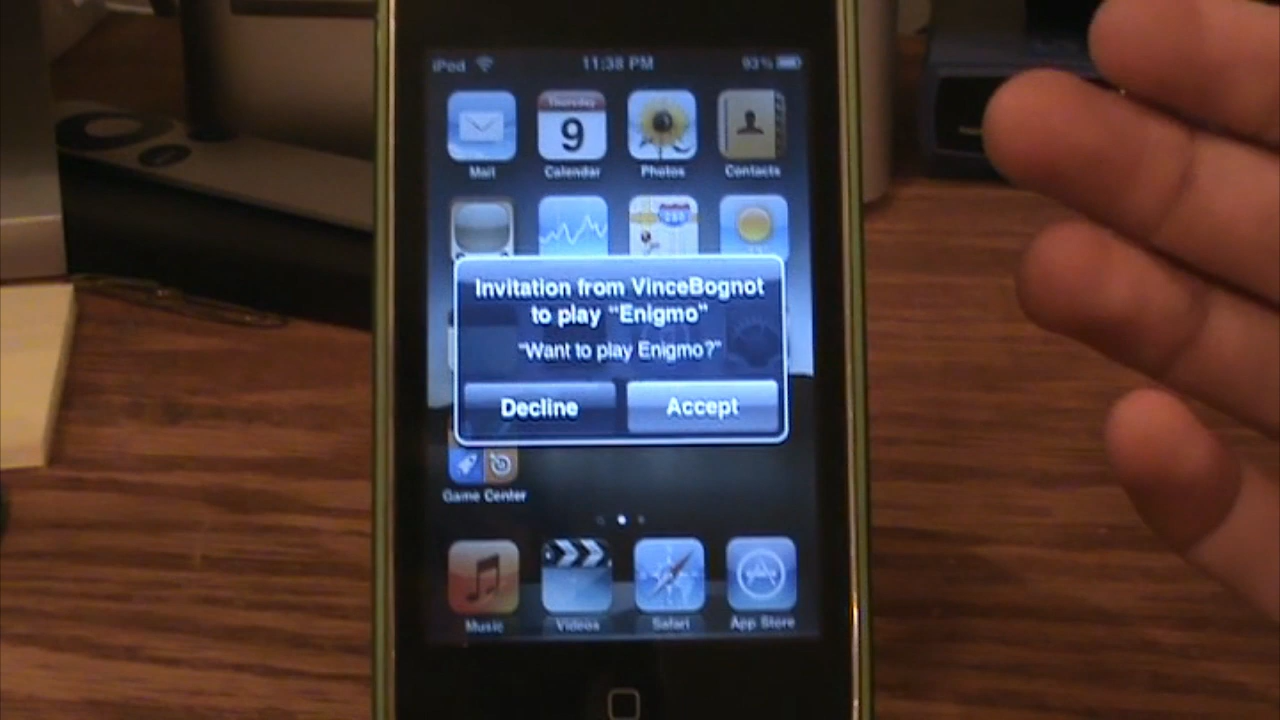 iPod 11:38 PM 93%
Thursday
9
Mail Calendar Photos Contacts
280
Invitation from VinceBognot
to play “Enigmo”
“Want to play Enigmo?”
Decline Accept
Game Center
Music Videos Safari App Store